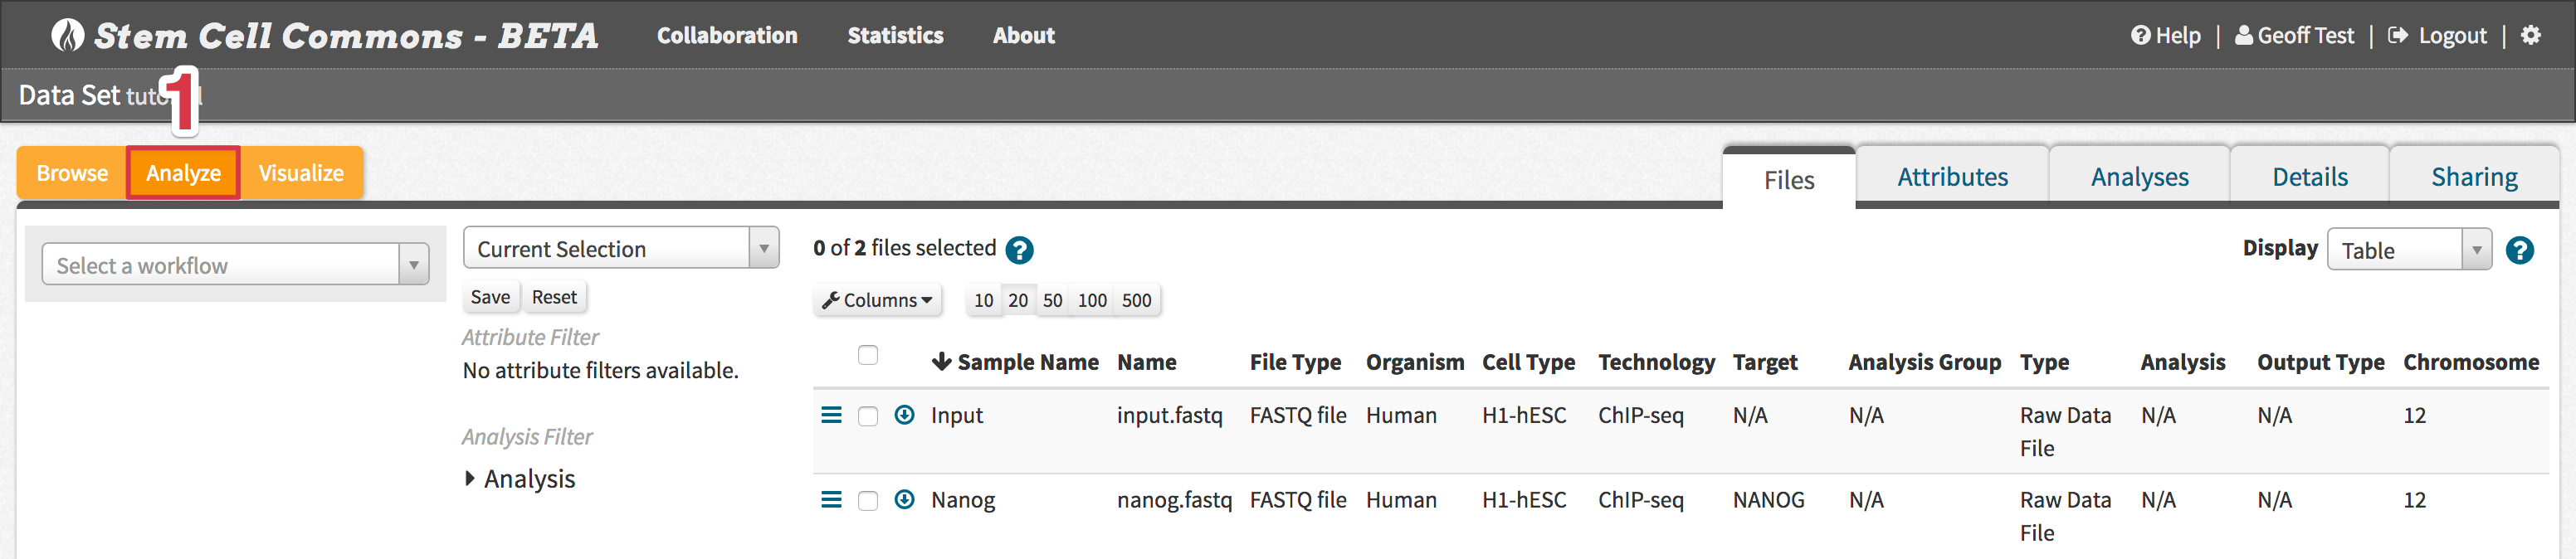 Stem Cell Commons - BETA Collaboration Statistics About Help | Geoff Test | Logout |
Data Set
1
Browse Analyze Visualize Files Attributes Analyses Details Sharing
Select a workflow Current Selection 0 of 2 files selected ? Display Table ?
Save Reset Columns 10 20 50 100 500
Attribute Filter
No attribute filters available.
Analysis Filter
Analysis
Sample Name Name File Type Organism Cell Type Technology Target Analysis Group Type Analysis Output Type Chromosome
Input input.fastq FASTQ file Human H1-hESC ChIP-seq N/A N/A Raw Data File N/A N/A 12
Nanog nanog.fastq FASTQ file Human H1-hESC ChIP-seq NANOG N/A Raw Data File N/A N/A 12